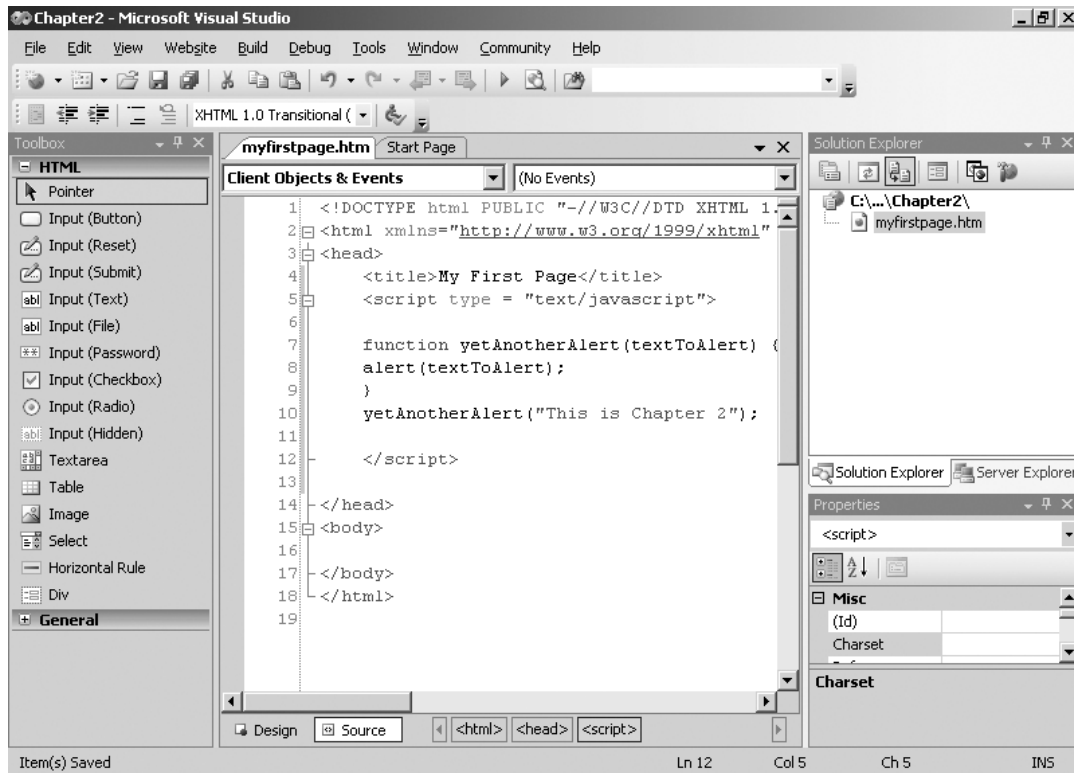 Chapter2 - Microsoft Visual Studio
File Edit View Website Build Debug Tools Window Community Help
XHTML 1.0 Transitional (
Toolbox
HTML
Pointer
Input (Button)
Input (Reset)
Input (Submit)
Input (Text)
Input (File)
Input (Password)
Input (Checkbox)
Input (Radio)
Input (Hidden)
Textarea
Table
Image
Select
Horizontal Rule
Div
General
myfirstpage.htm Start Page
Client Objects & Events (No Events)
1 <!DOCTYPE html PUBLIC "-//W3C//DTD XHTML 1.
2 <html xmlns="http://www.w3.org/1999/xhtml"
3 <head>
4 <title>My First Page</title>
5 <script type = "text/javascript">
6
7 function yetAnotherAlert(textToAlert) {
8 alert(textToAlert);
9 }
10 yetAnotherAlert("This is Chapter 2");
11
12 </script>
13
14 </head>
15 <body>
16
17 </body>
18 </html>
19
Design Source <html> <head> <script>
Solution Explorer
C:\...\Chapter2\
myfirstpage.htm
Solution Explorer Server Explorer
Properties
<script>
Misc
(Id)
Charset
Charset
Item(s) Saved Ln 12 Col 5 Ch 5 INS